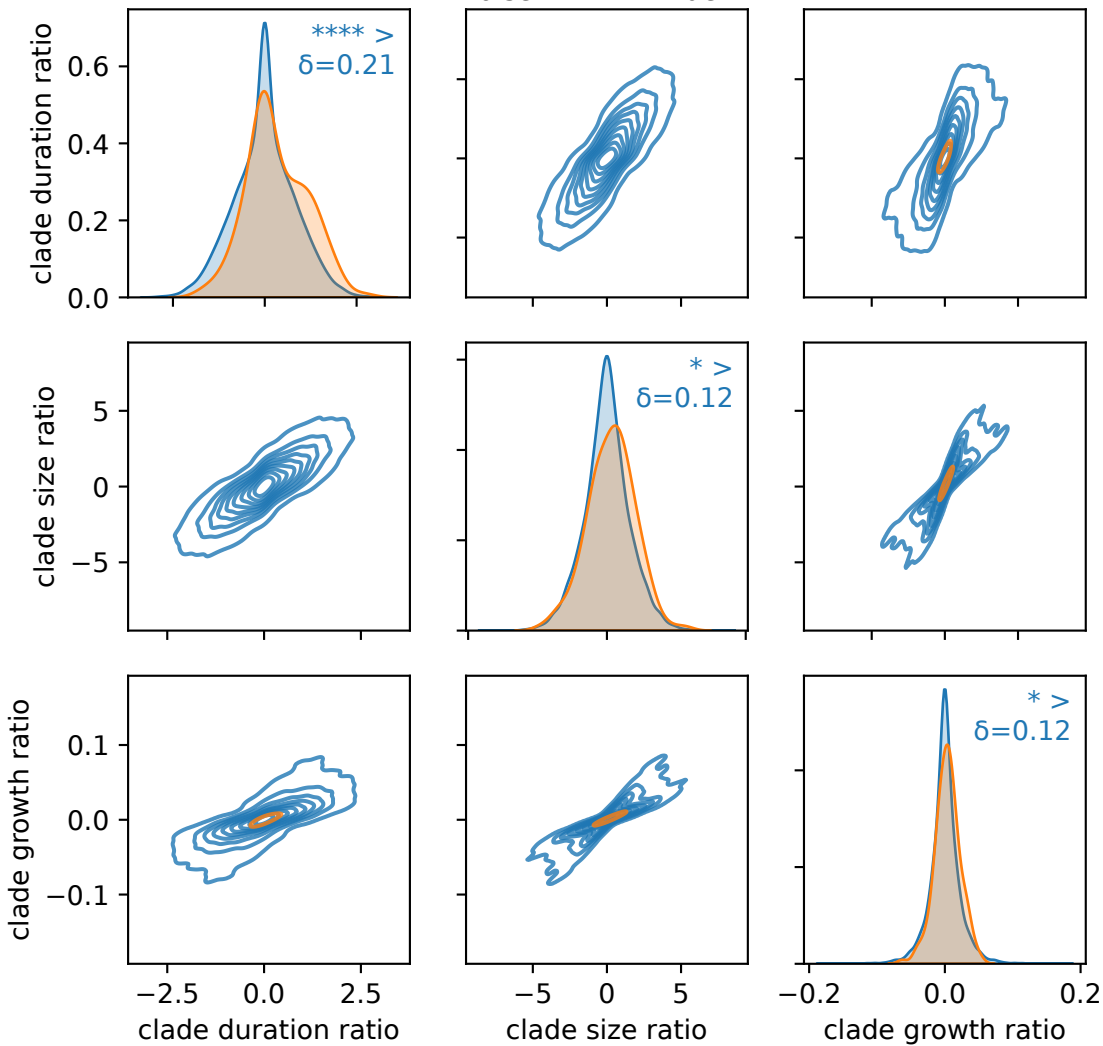 clade duration ratio
0.6
0.4
0.2
0.0
**** >
δ=0.21
clade size ratio
5
0
−5
* >
δ=0.12
clade growth ratio
0.1
0.0
−0.1
* >
δ=0.12
−2.5 0.0 2.5
clade duration ratio
−5 0 5
clade size ratio
−0.2 0.0 0.2
clade growth ratio